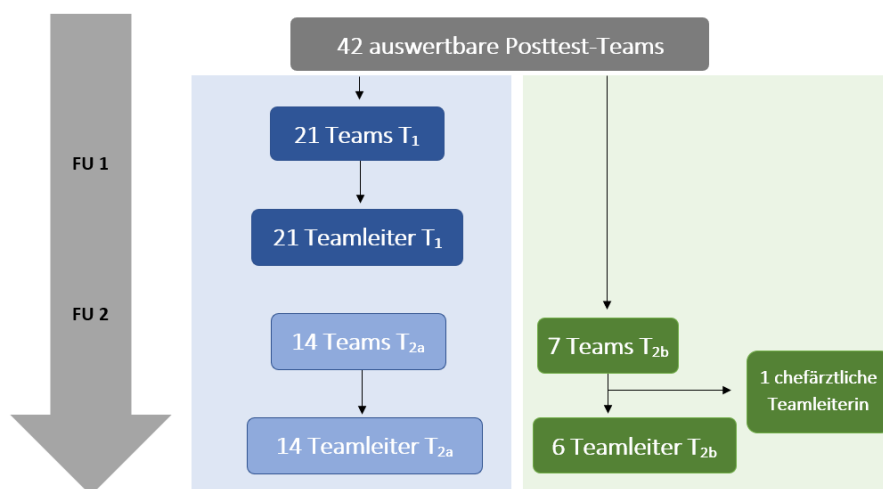 42 auswertbare Posttest-Teams
FU 1
21 Teams T₁
21 Teamleiter T₁
FU 2
14 Teams T₂ₐ
7 Teams T₂b
1 chefärztliche
Teamleiterin
14 Teamleiter T₂ₐ
6 Teamleiter T₂b